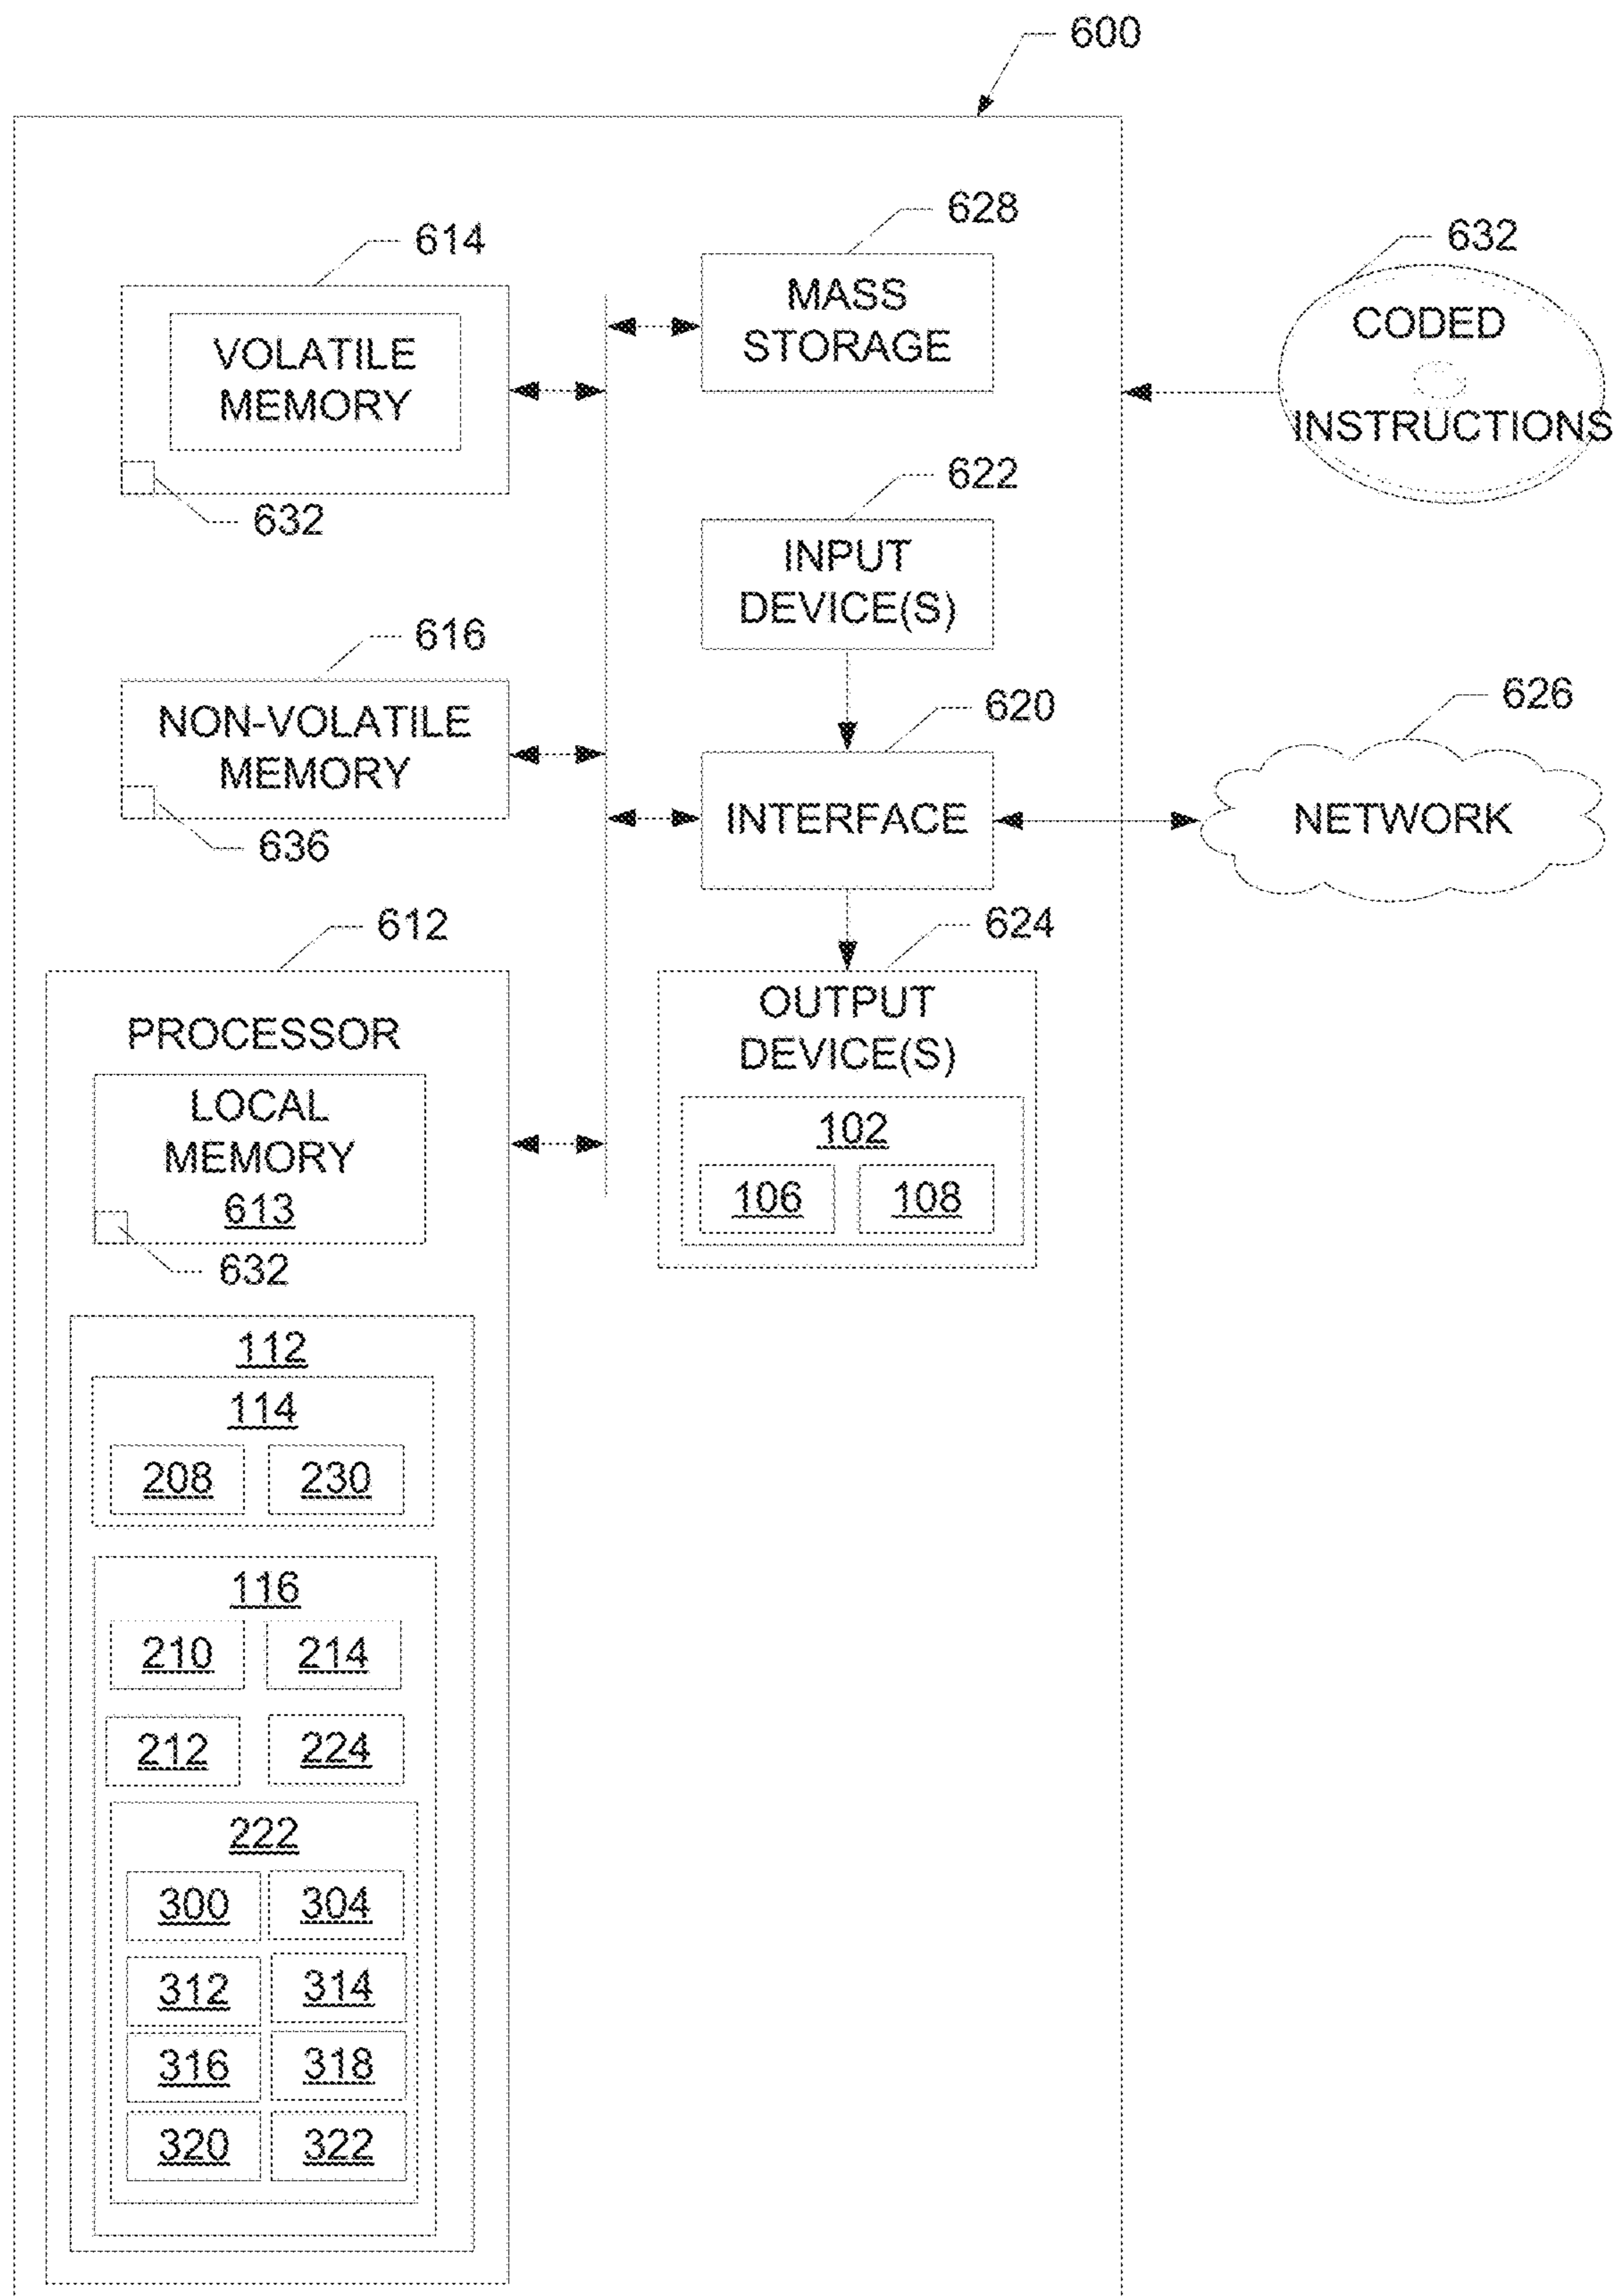 600
628
614
632
MASS
STORAGE
CODED
INSTRUCTIONS
VOLATILE
MEMORY
632
622
INPUT
DEVICE(S)
616
620
626
NON-VOLATILE
MEMORY
636
INTERFACE
NETWORK
612
624
PROCESSOR
LOCAL
MEMORY
613
632
OUTPUT
DEVICE(S)
102
106 108
112
114
208 230
116
210 214
212 224
222
300 304
312 314
316 318
320 322